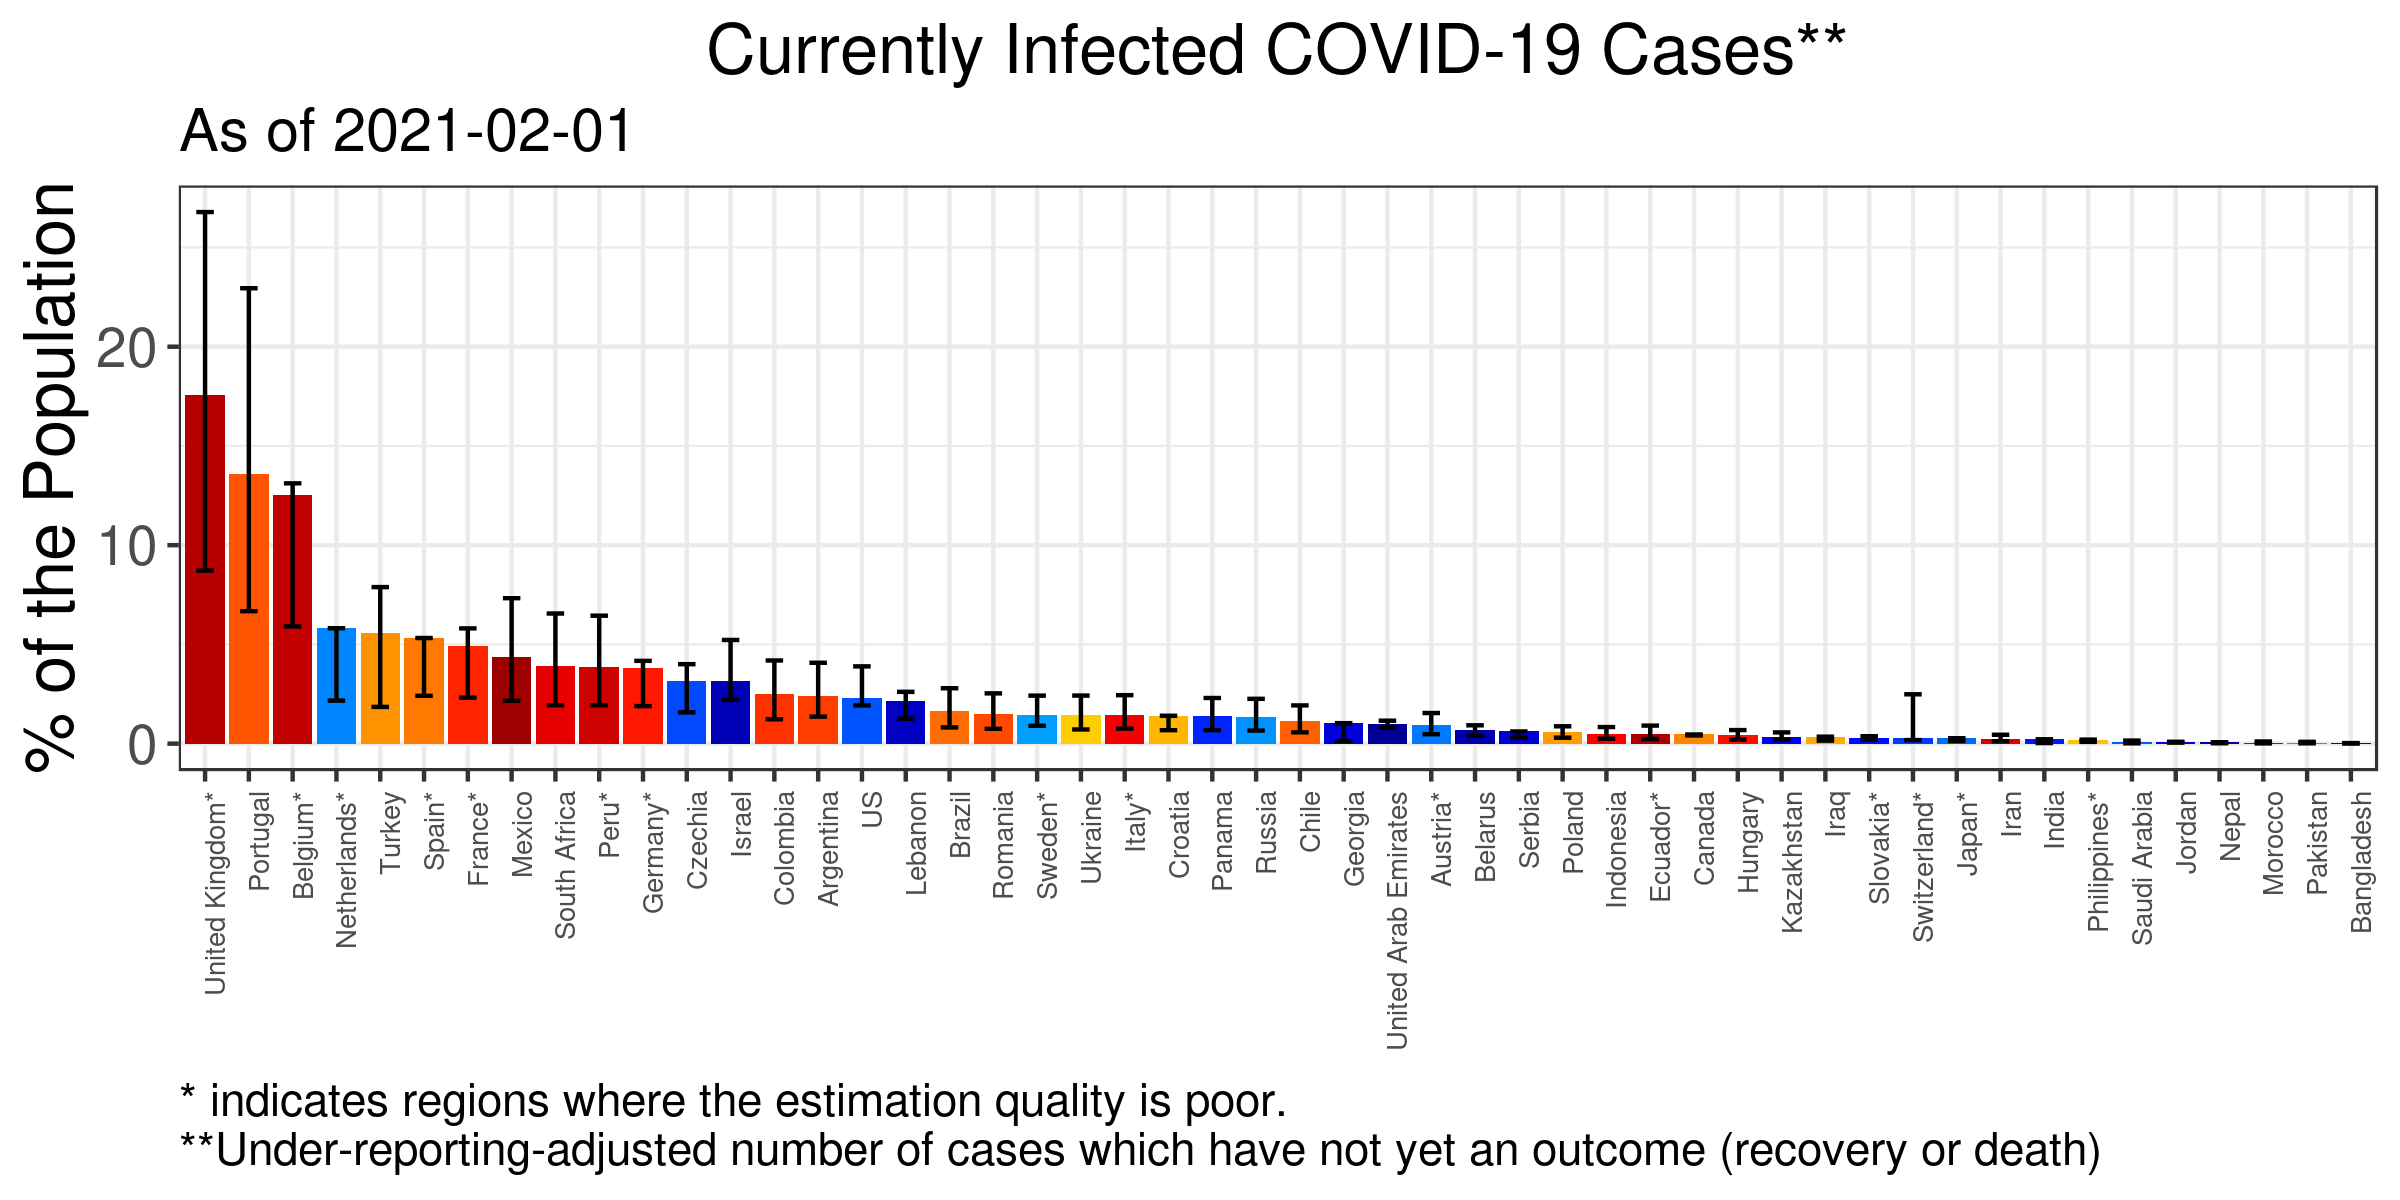 Currently Infected COVID-19 Cases**
As of 2021-02-01
% of the Population
20
10
0
United Kingdom*
Portugal
Belgium*
Netherlands*
Turkey
Spain*
France*
Mexico
South Africa
Peru*
Germany*
Czechia
Israel
Colombia
Argentina
US
Lebanon
Brazil
Romania
Sweden*
Ukraine
Italy*
Croatia
Panama
Russia
Chile
Georgia
United Arab Emirates
Austria*
Belarus
Serbia
Poland
Indonesia
Ecuador*
Canada
Hungary
Kazakhstan
Iraq
Slovakia*
Switzerland*
Japan*
Iran
India
Philippines*
Saudi Arabia
Jordan
Nepal
Morocco
Pakistan
Bangladesh
* indicates regions where the estimation quality is poor.
**Under-reporting-adjusted number of cases which have not yet an outcome (recovery or death)